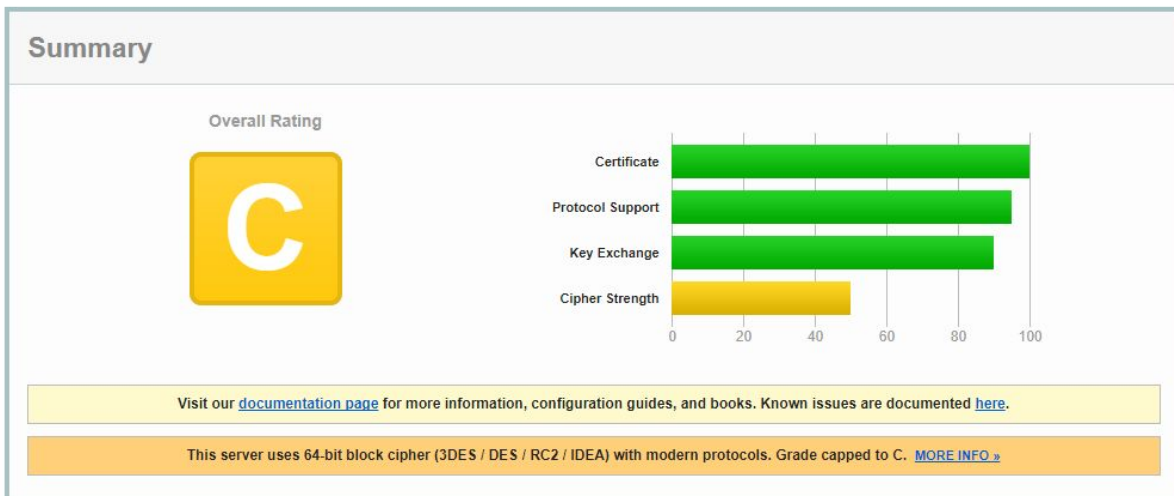 Summary
Overall Rating
C
Certificate
Protocol Support
Key Exchange
Cipher Strength
0 20 40 60 80 100
Visit our documentation page for more information, configuration guides, and books. Known issues are documented here.
This server uses 64-bit block cipher (3DES / DES / RC2 / IDEA) with modern protocols. Grade capped to C. MORE INFO »